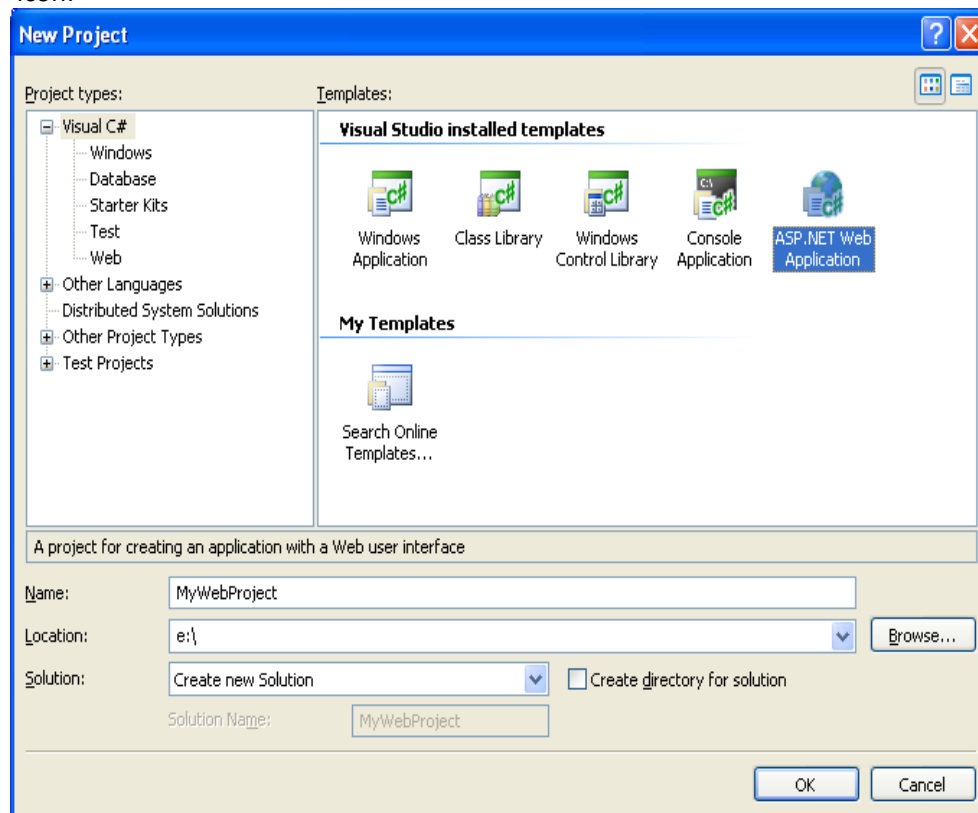 New Project
Project types:
Templates:
Visual C#
Windows
Database
Starter Kits
Test
Web
Other Languages
Distributed System Solutions
Other Project Types
Test Projects
Visual Studio installed templates
Windows
Application
Class Library
Windows
Control Library
Console
Application
ASP.NET Web
Application
My Templates
Search Online
Templates...
A project for creating an application with a Web user interface
Name:
MyWebProject
Location:
e:\
Browse...
Solution:
Create new Solution
Create directory for solution
Solution Name:
MyWebProject
OK
Cancel